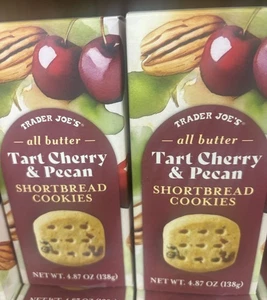 TRADER JOE'S
all butter
Tart Cherry
& Pecan
SHORTBREAD
COOKIES
NET WT. 4.87 OZ (138g)
TRADER JOE'S
all butter
Tart Cherry
& Pecan
SHORTBREAD
COOKIES
NET WT. 4.87 OZ (138g)